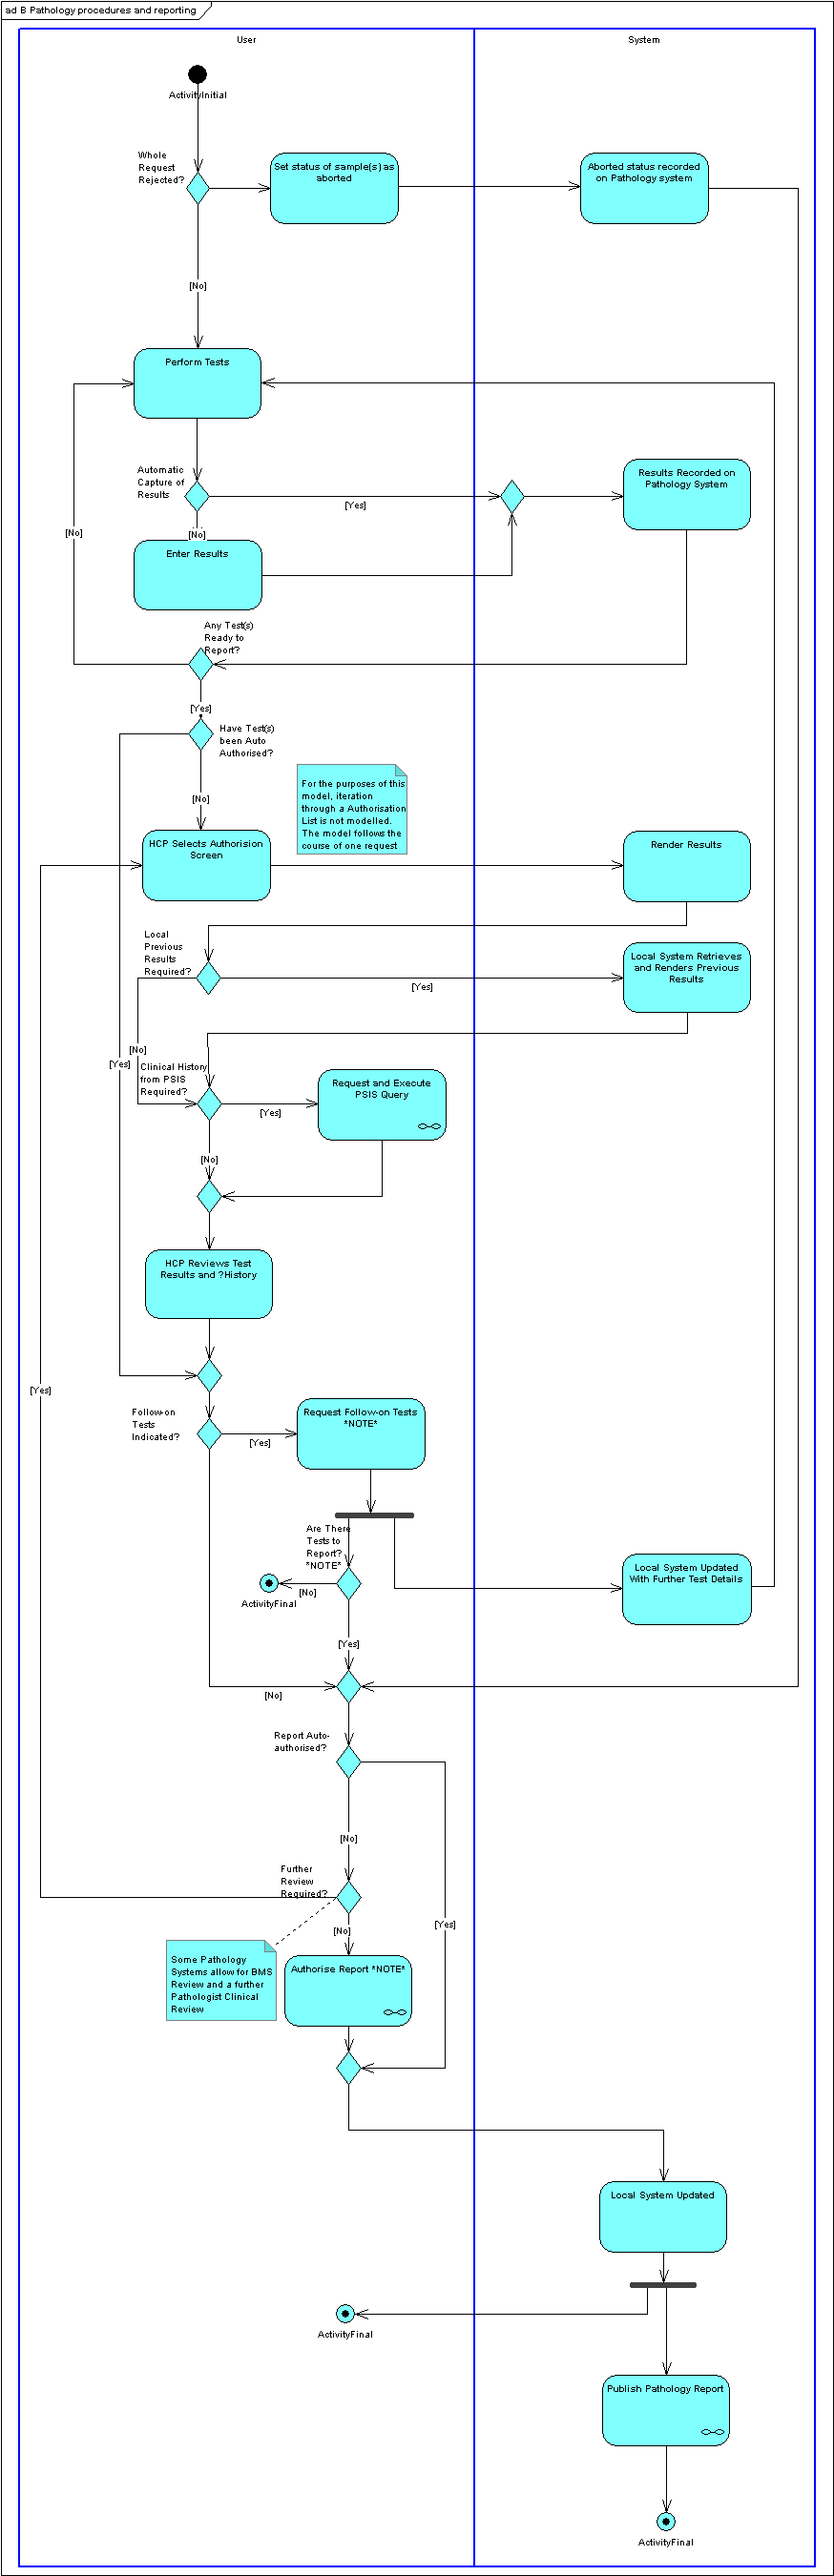 ad B Pathology procedures and reporting
User
System
ActivityInitial
Whole
Request
Rejected?
Set status of sample(s) as
aborted
Aborted status recorded
on Pathology system
[No]
Perform Tests
Automatic
Capture of
Results
[Yes]
Results Recorded on
Pathology System
[No]
[No]
Enter Results
Any Test(s)
Ready to
Report?
[Yes]
Have Test(s)
been Auto
Authorised?
[No]
For the purposes of this
model, iteration
through a Authorisation
List is not modelled.
The model follows the
course of one request
HCP Selects Authorision
Screen
Render Results
Local
Previous
Results
Required?
[Yes]
Local System Retrieves
and Renders Previous
Results
[No]
[Yes]
Clinical History
from PSIS
Required?
[Yes]
Request and Execute
PSIS Query
[No]
HCP Reviews Test
Results and ?History
[Yes]
Follow-on
Tests
Indicated?
[Yes]
Request Follow-on Tests
*NOTE*
Are There
Tests to
Report?
*NOTE*
[No]
ActivityFinal
Local System Updated
With Further Test Details
[Yes]
[No]
Report Auto-
authorised?
[No]
Further
Review
Required?
[Yes]
[No]
Some Pathology
Systems allow for BMS
Review and a further
Pathologist Clinical
Review
Authorise Report *NOTE*
Local System Updated
ActivityFinal
Publish Pathology Report
ActivityFinal